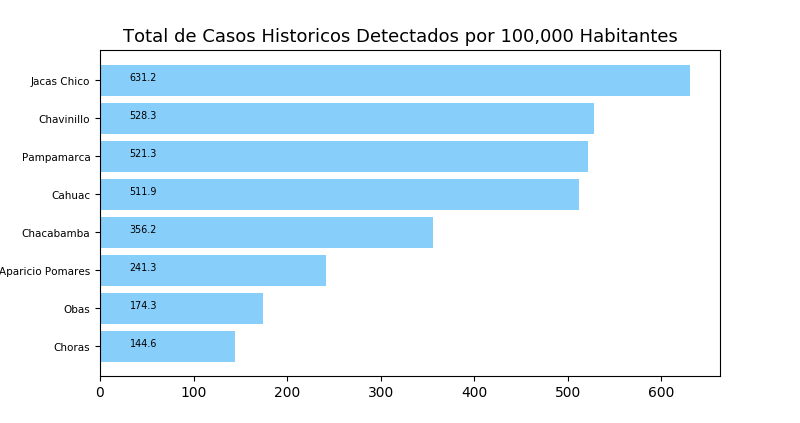 Total de Casos Historicos Detectados por 100,000 Habitantes
Jacas Chico 631.2
Chavinillo 528.3
Pampamarca 521.3
Cahuac 511.9
Chacabamba 356.2
Aparicio Pomares 241.3
Obas 174.3
Choras 144.6
0 100 200 300 400 500 600